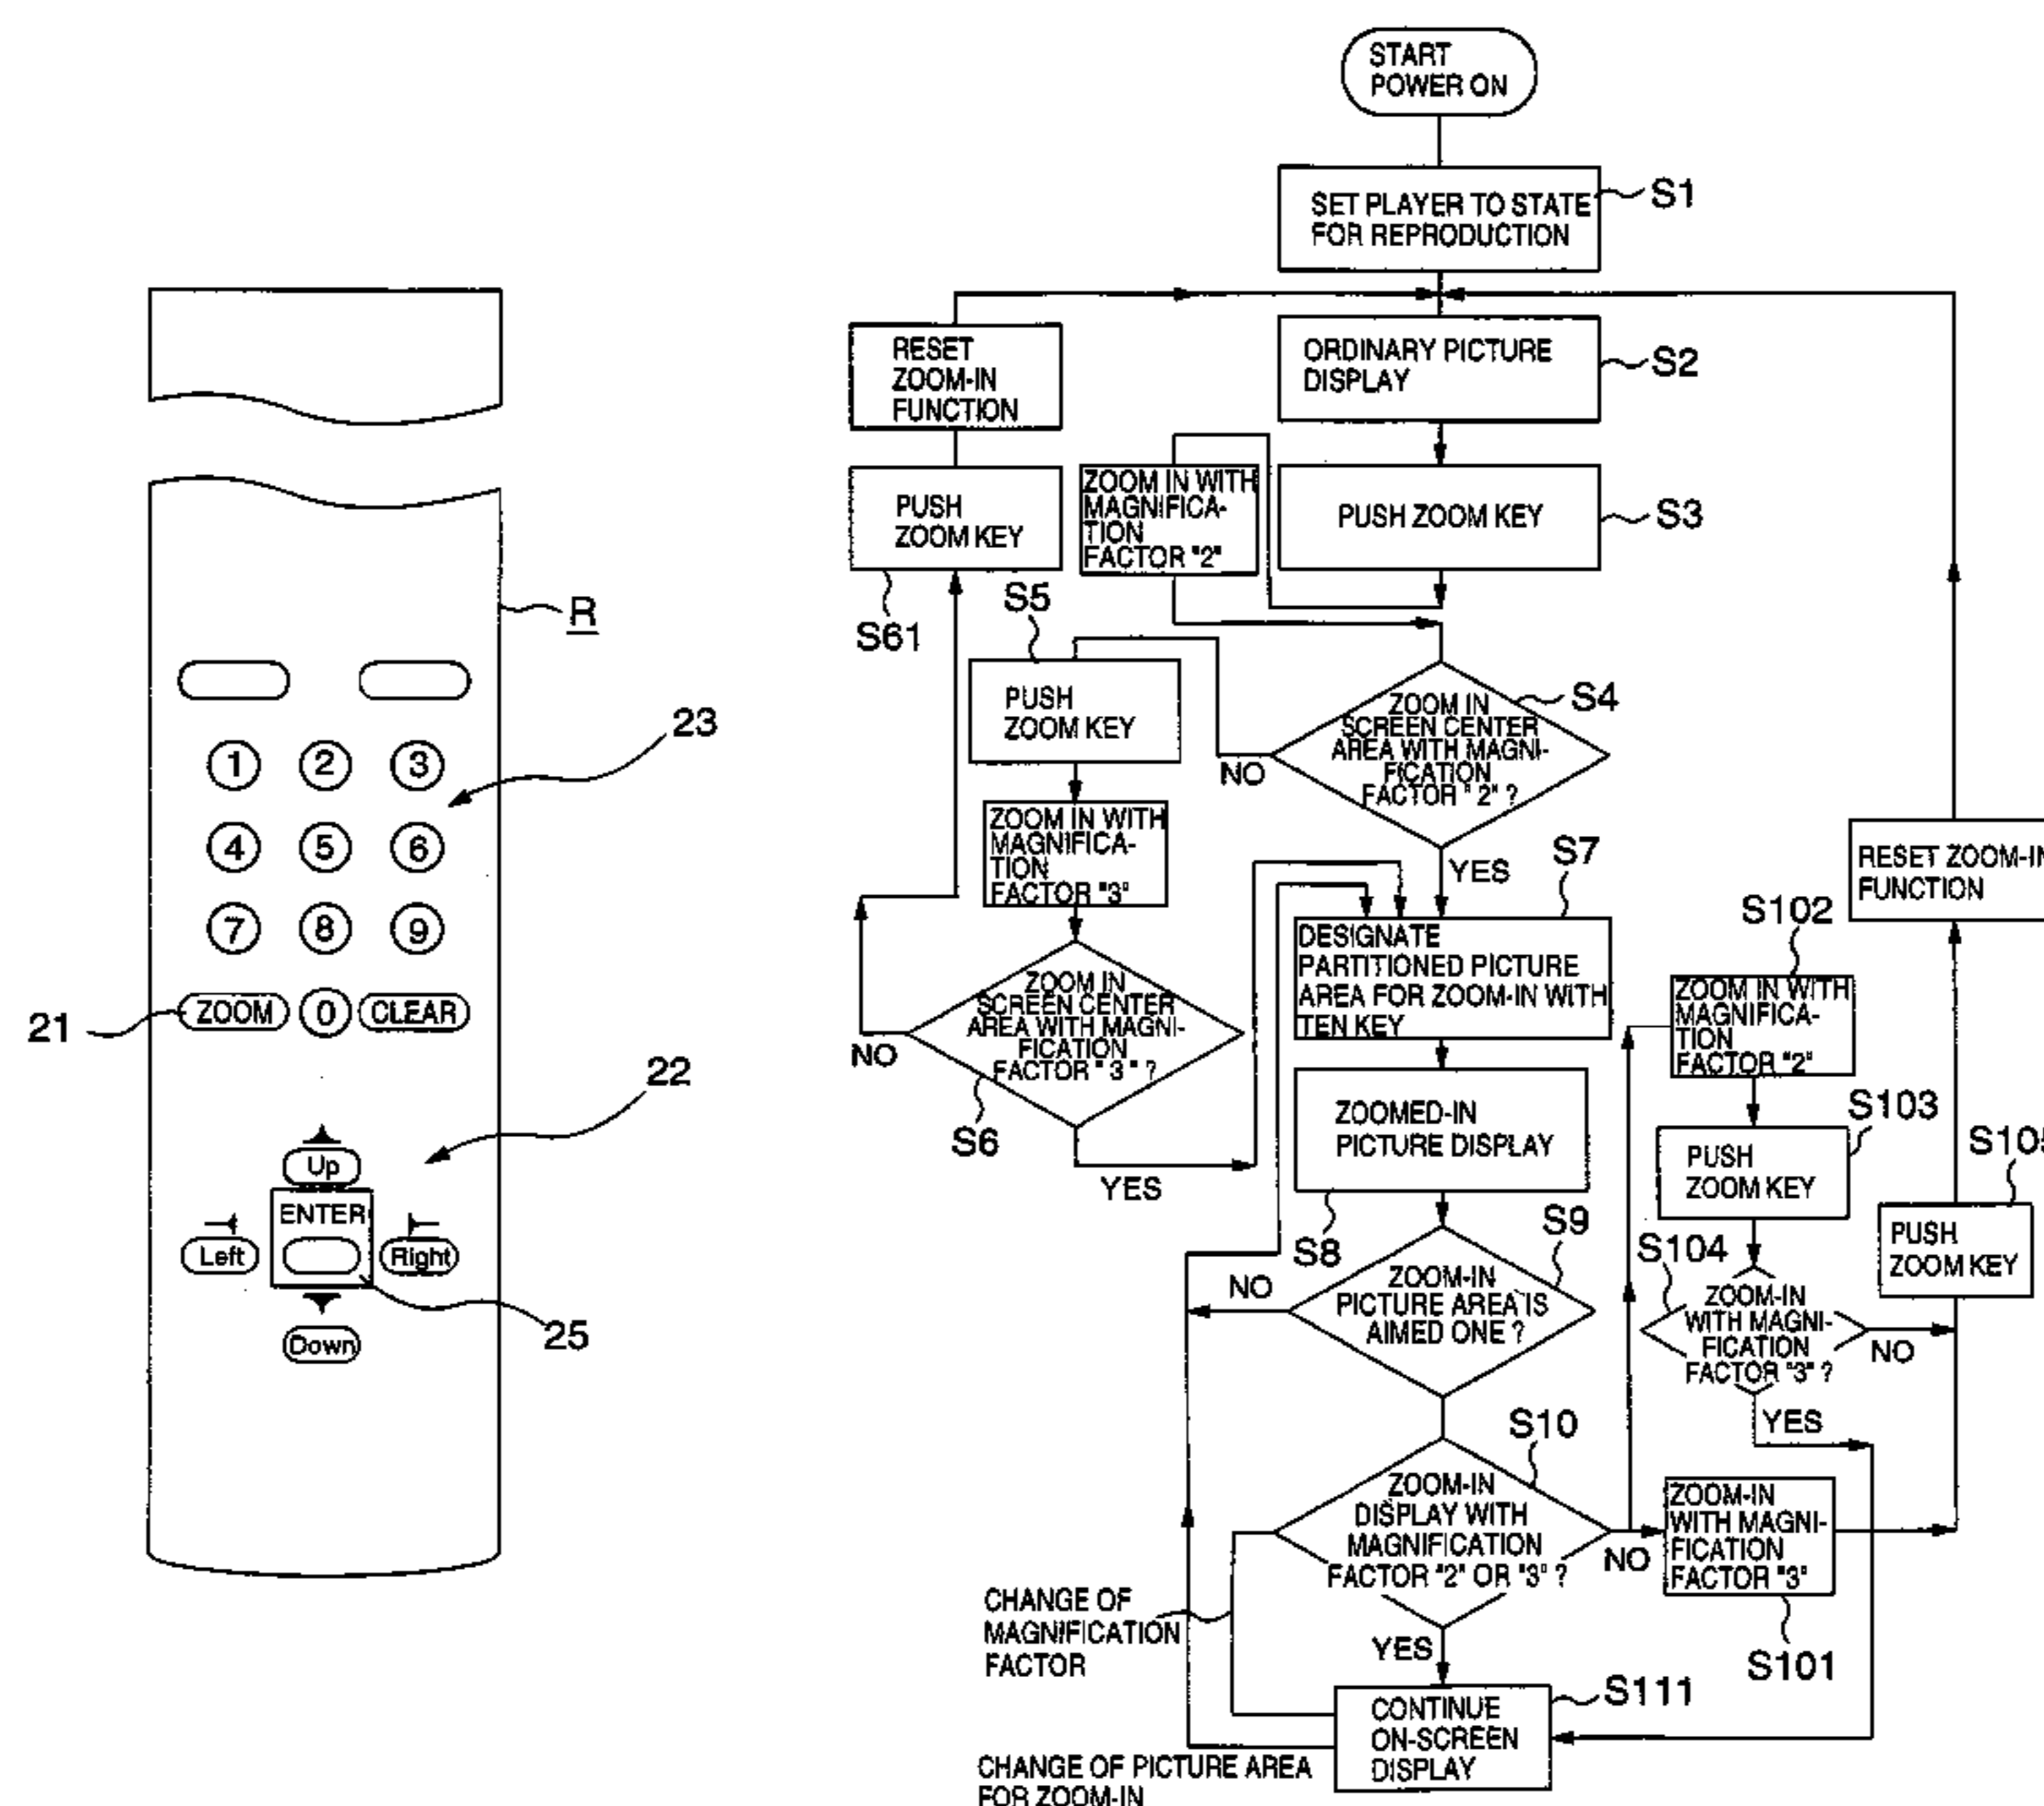 R
23
1
2
3
4
5
6
7
8
9
ZOOM
0
CLEAR
21
22
Up
ENTER
Left
Right
25
Down
START
POWER ON
SET PLAYER TO STATE
FOR REPRODUCTION
S1
ORDINARY PICTURE
DISPLAY
S2
RESET
ZOOM-IN
FUNCTION
PUSH
ZOOM KEY
S61
ZOOM IN WITH
MAGNIFICA-
TION
FACTOR "2"
PUSH ZOOM KEY
S3
S5
PUSH
ZOOM KEY
ZOOM IN
SCREEN CENTER
AREA WITH MAGNI-
FICATION
FACTOR "2" ?
S4
NO
YES
ZOOM IN WITH
MAGNIFICA-
TION
FACTOR "3"
ZOOM IN
SCREEN CENTER
AREA WITH MAGNI-
FICATION
FACTOR "3" ?
NO
S6
YES
S7
DESIGNATE
PARTITIONED PICTURE
AREA FOR ZOOM-IN WITH
TEN KEY
ZOOMED-IN
PICTURE DISPLAY
S8
S9
NO
ZOOM-IN
PICTURE AREA IS
AIMED ONE ?
S10
ZOOM-IN
DISPLAY WITH
MAGNIFICATION
FACTOR "2" OR "3" ?
NO
YES
RESET ZOOM-IN
FUNCTION
S102
ZOOM IN WITH
MAGNIFICA-
TION
FACTOR "2"
S103
PUSH
ZOOM KEY
S105
PUSH
ZOOM KEY
S104
ZOOM-IN
WITH MAGNI-
FICATION
FACTOR "3" ?
NO
YES
ZOOM-IN
WITH MAGNI-
FICATION
FACTOR "3"
S101
CHANGE OF
MAGNIFICATION
FACTOR
S111
CONTINUE
ON-SCREEN
DISPLAY
CHANGE OF PICTURE AREA
FOR ZOOM-IN